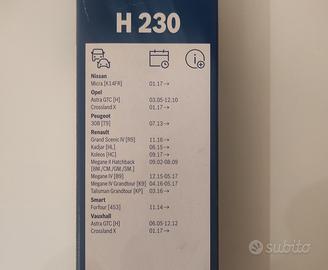 H 230
Nissan
Micra [K14FR] 01.17→
Opel
Astra GTC [H] 03.05-12.10
Crossland X 01.17→
Peugeot
308 [T9] 07.13→
Renault
Grand Scenic IV [R9] 11.16→
Kadjar [HL] 06.15→
Koleos [HC] 09.17→
Megane II Hatchback 09.02-08.09
[BM./CM./GM./SM.]
Megane IV [B9] 12.15-05.17
Megane IV Grandtour [K9] 04.16-05.17
Talisman Grandtour [KP] 03.16→
Smart
Forfour [453] 11.14→
Vauxhall
Astra GTC [H] 06.05-12.12
Crossland X 01.17→
subito